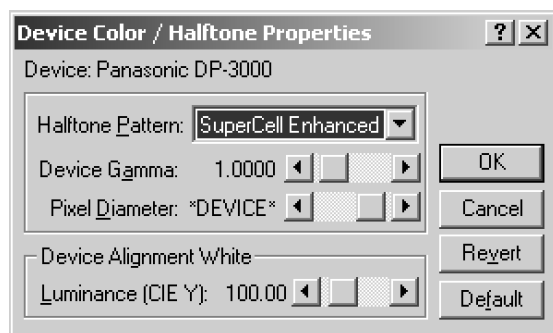 Device Color / Halftone Properties
Device: Panasonic DP-3000
Halftone Pattern: SuperCell Enhanced
Device Gamma: 1.0000
OK
Pixel Diameter: *DEVICE*
Cancel
Device Alignment White
Revert
Luminance (CIE Y): 100.00
Default